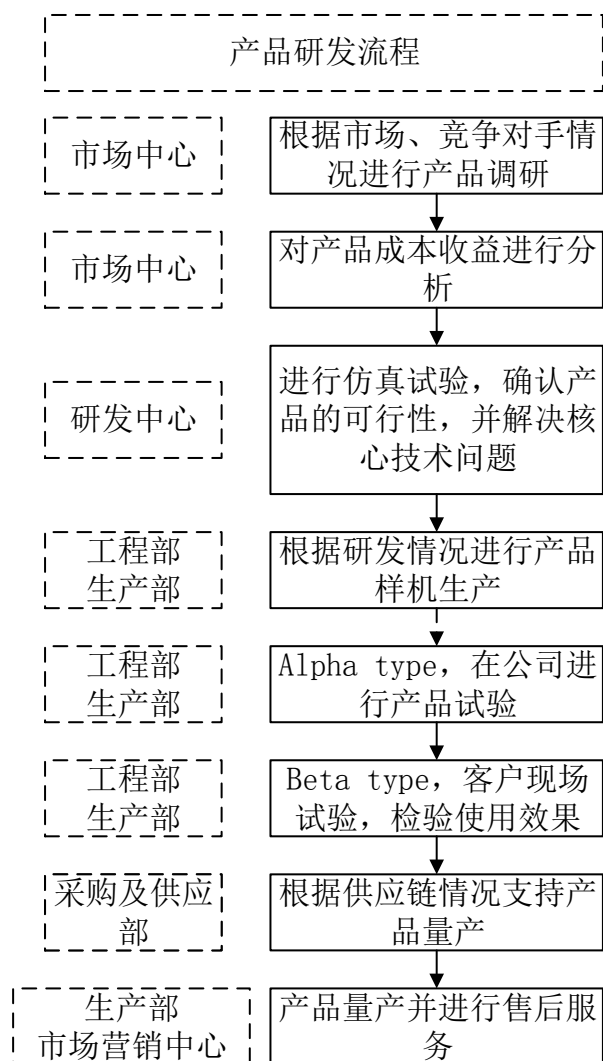 产品研发流程
市场中心
根据市场、竞争对手情
况进行产品调研
市场中心
对产品成本收益进行分
析
研发中心
进行仿真试验，确认产
品的可行性，并解决核
心技术问题
工程部
生产部
根据研发情况进行产品
样机生产
工程部
生产部
Alpha type，在公司进
行产品试验
工程部
生产部
Beta type，客户现场
试验，检验使用效果
采购及供应
部
根据供应链情况支持产
品量产
生产部
市场营销中心
产品量产并进行售后服
务